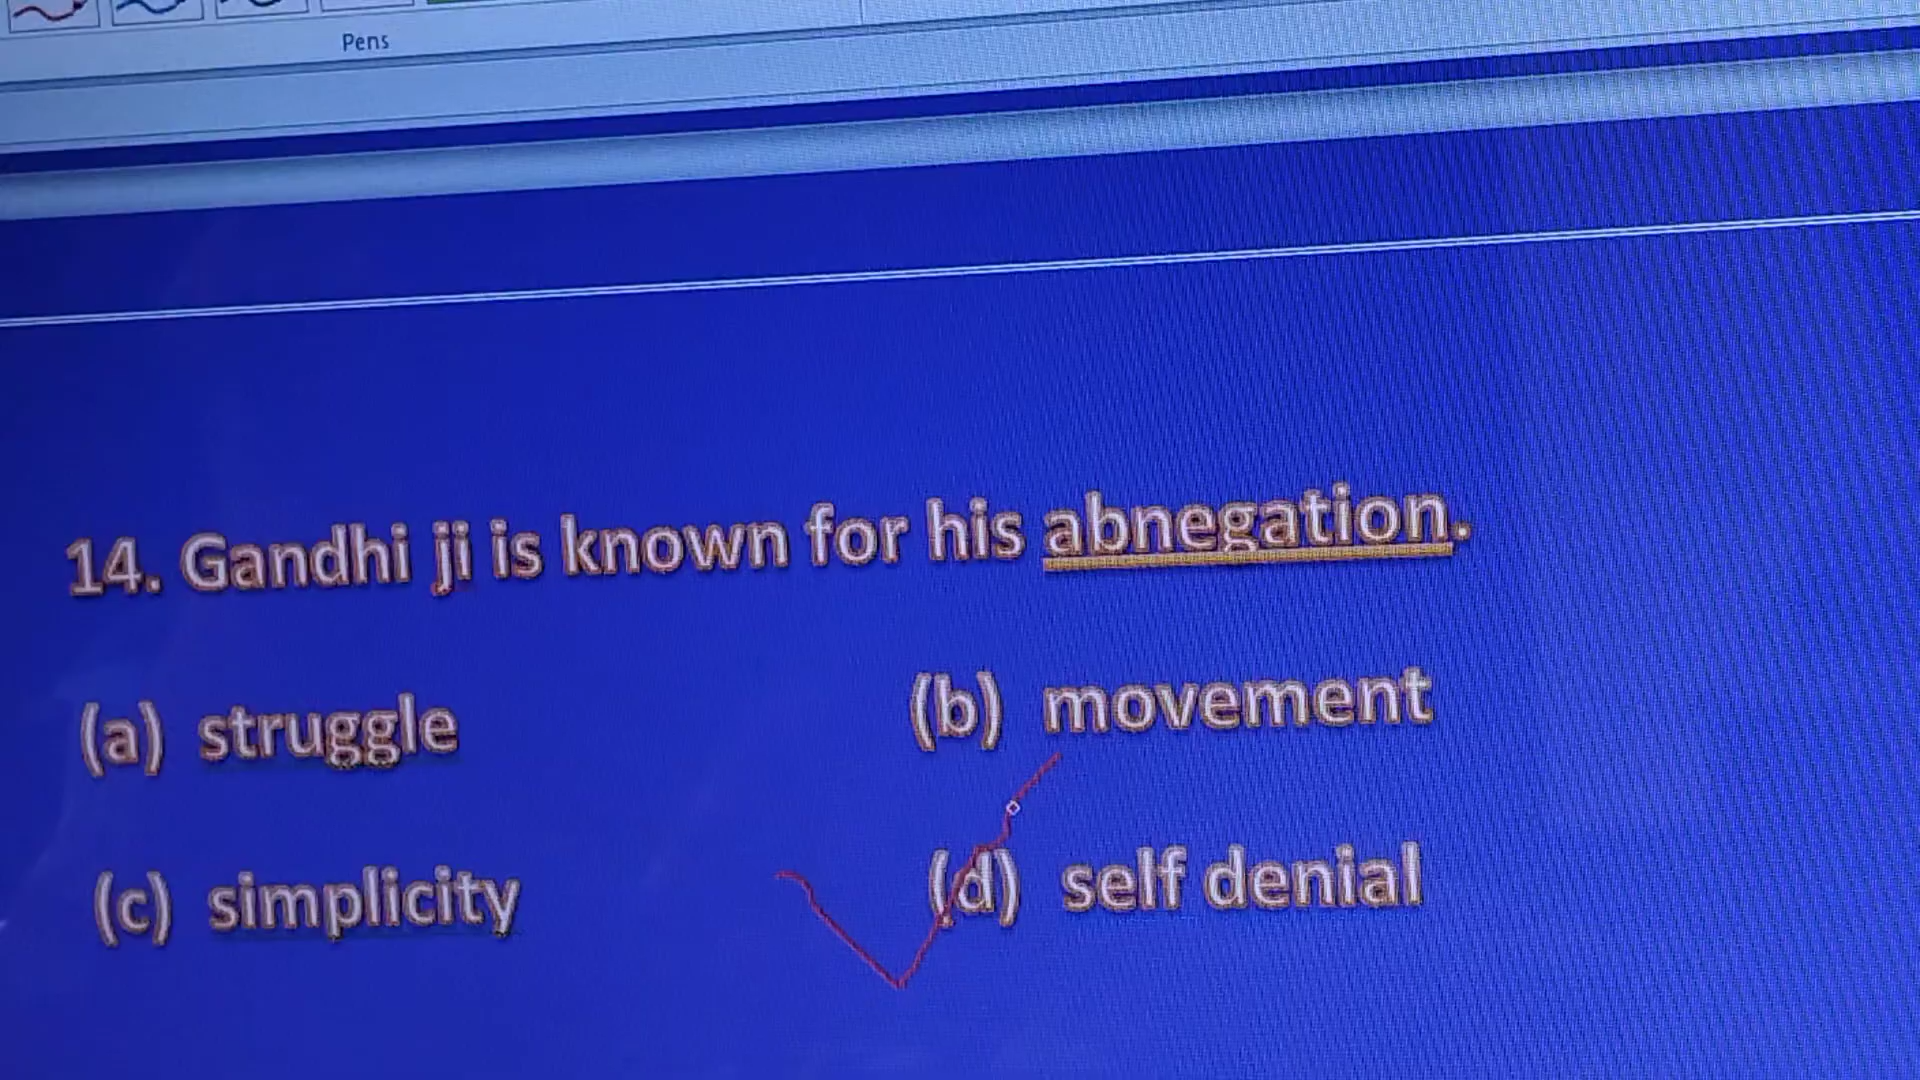 Pens
14. Gandhi ji is known for his abnegation.
(a) struggle
(b) movement
(c) simplicity
(d) self denial